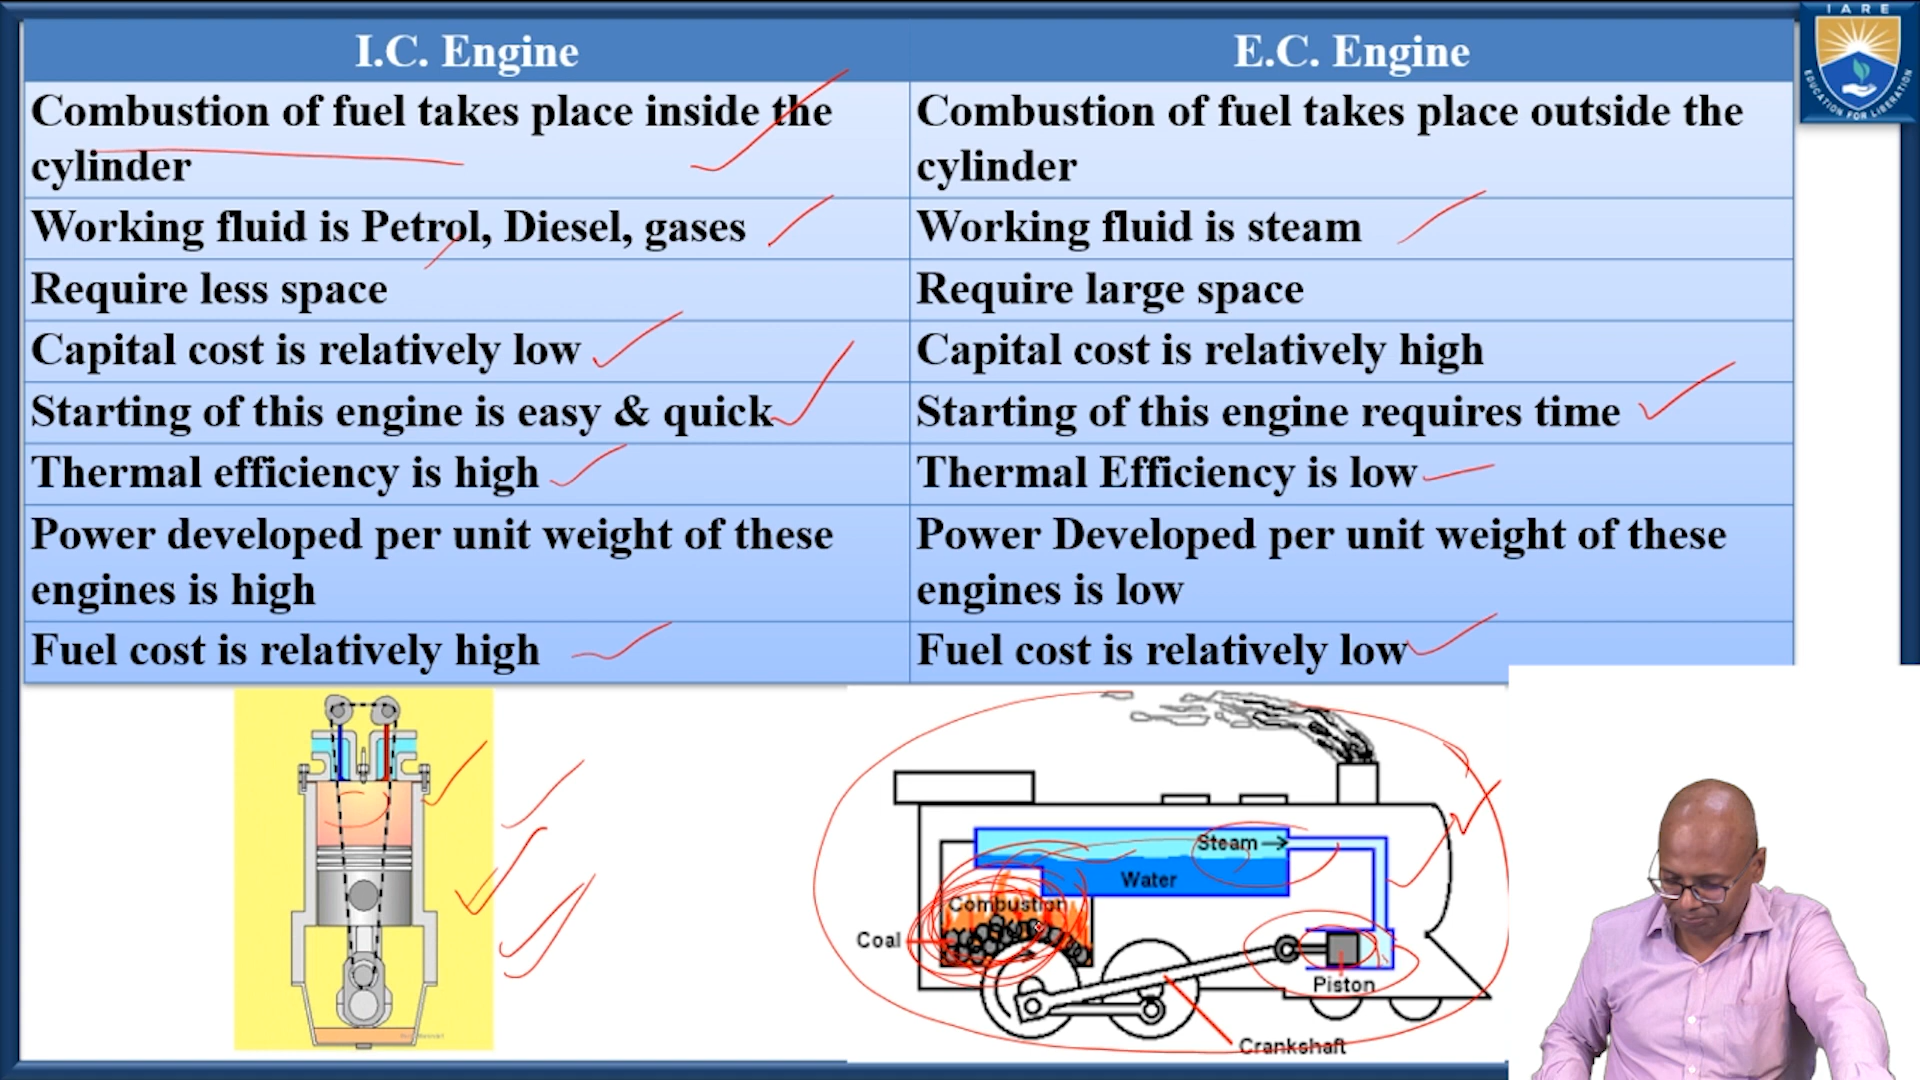 I.C. Engine
E.C. Engine
Combustion of fuel takes place inside the
cylinder
Combustion of fuel takes place outside the
cylinder
Working fluid is Petrol, Diesel, gases
Working fluid is steam
Require less space
Require large space
Capital cost is relatively low
Capital cost is relatively high
Starting of this engine is easy & quick
Starting of this engine requires time
Thermal efficiency is high
Thermal Efficiency is low
Power developed per unit weight of these
engines is high
Power Developed per unit weight of these
engines is low
Fuel cost is relatively high
Fuel cost is relatively low
Steam
Water
Combustion
Coal
Piston
Crankshaft
IARE
EDUCATION FOR LIBERATION